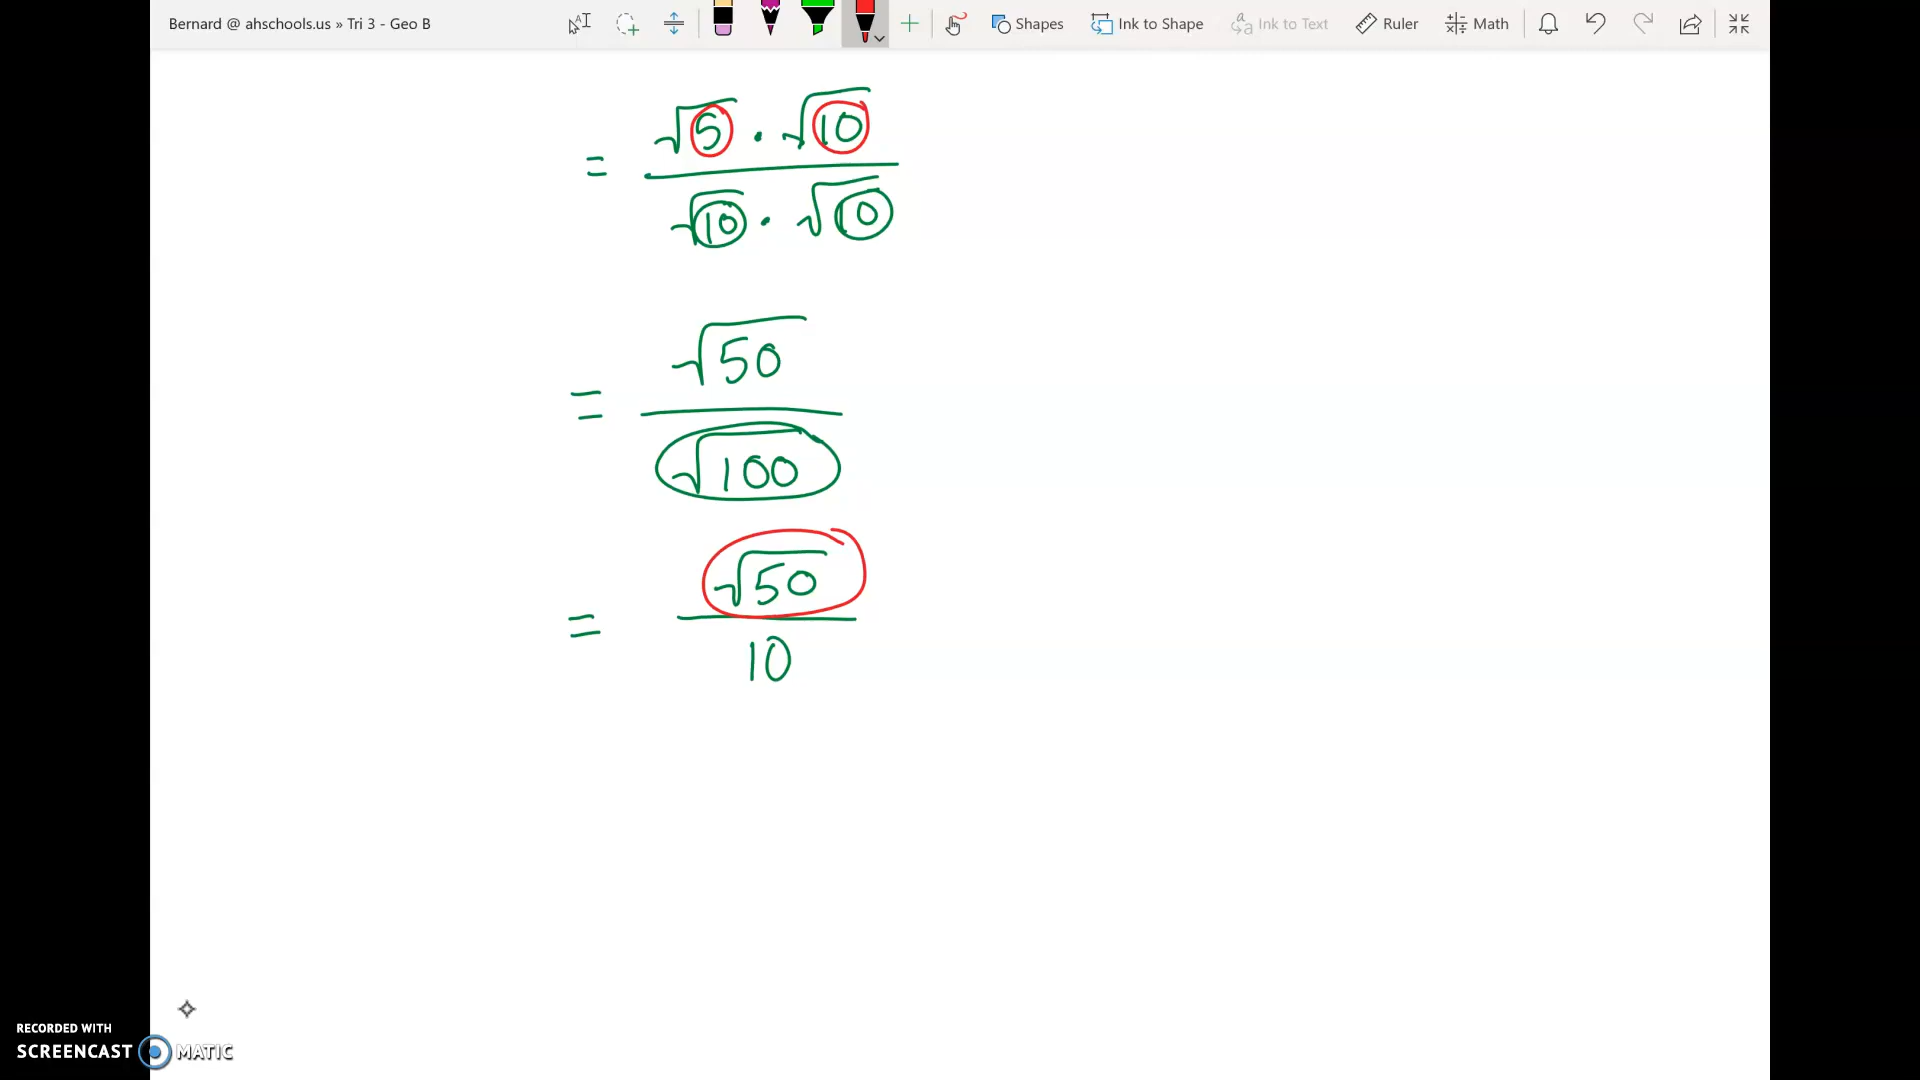 Bernard @ ahschools.us » Tri 3 - Geo B
Shapes
Ink to Shape
Ink to Text
Ruler
Math
= √5 · √10
√10 · √10
= √50
√100
= √50
10
RECORDED WITH
SCREENCAST MATIC